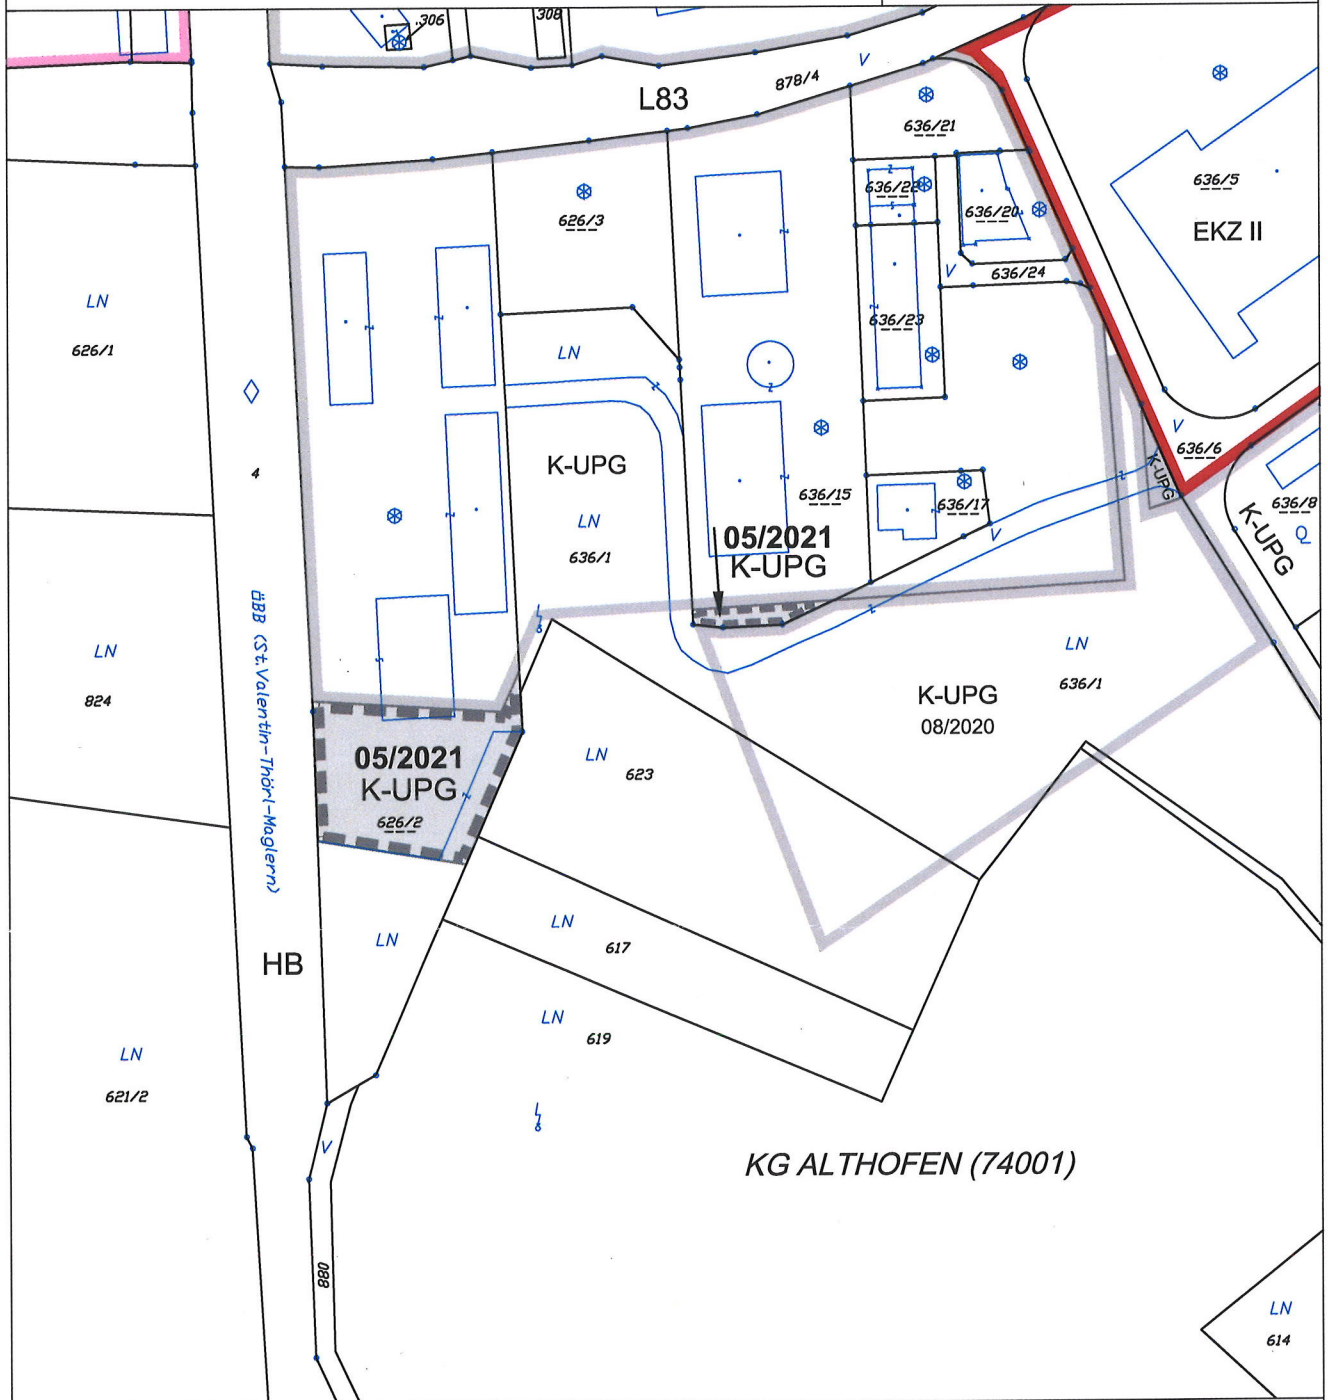 .306
308
878/4
V
L83
636/21
636/5
EKZ II
636/22
636/20
626/3
V
636/24
LN
626/1
636/23
LN
4
V
636/6
K-UPG
K-UPG
636/15
636/17
636/8
Q
K-UPG
LN
636/1
V
05/2021
K-UPG
ÖBB (St.Valentin-Thörl-Maglern)
LN
824
LN
636/1
K-UPG
08/2020
05/2021
K-UPG
626/2
LN
623
LN
617
LN
HB
LN
619
LN
621/2
V
KG ALTHOFEN (74001)
880
LN
614